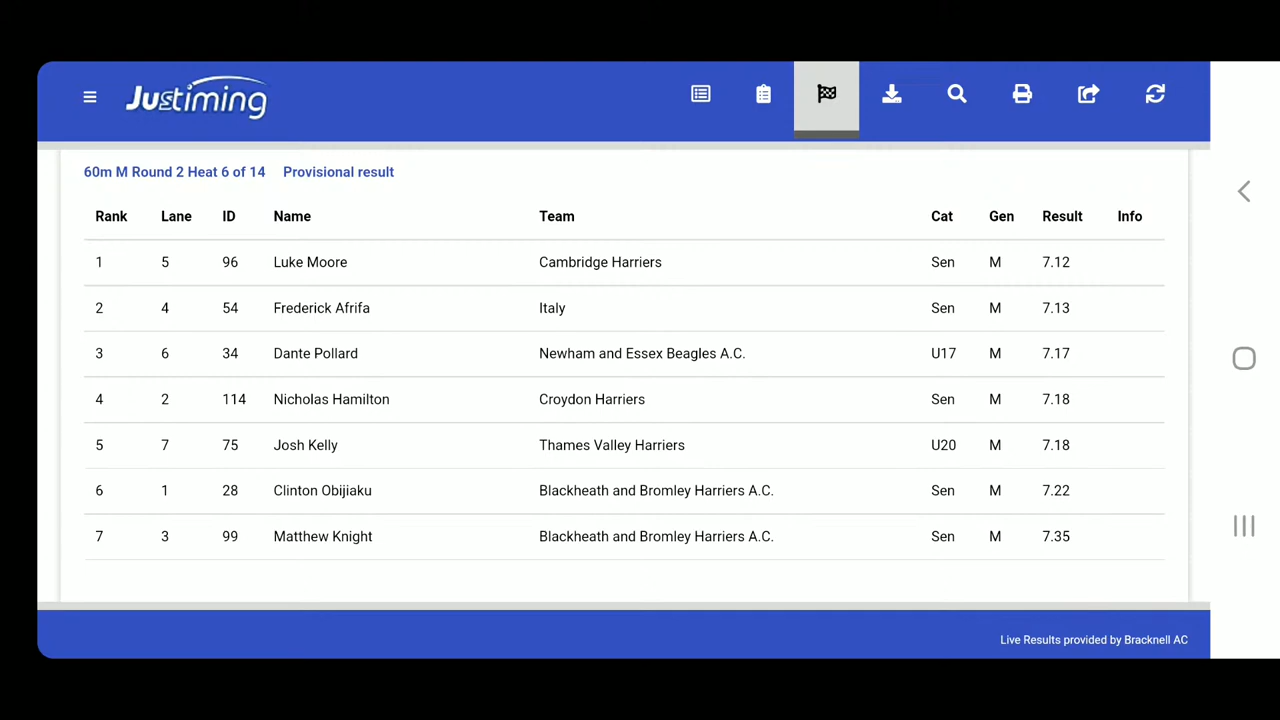 Justiming
60m M Round 2 Heat 6 of 14 Provisional result
Rank Lane ID Name Team Cat Gen Result Info
1 5 96 Luke Moore Cambridge Harriers Sen M 7.12
2 4 54 Frederick Afrifa Italy Sen M 7.13
3 6 34 Dante Pollard Newham and Essex Beagles A.C. U17 M 7.17
4 2 114 Nicholas Hamilton Croydon Harriers Sen M 7.18
5 7 75 Josh Kelly Thames Valley Harriers U20 M 7.18
6 1 28 Clinton Obijiaku Blackheath and Bromley Harriers A.C. Sen M 7.22
7 3 99 Matthew Knight Blackheath and Bromley Harriers A.C. Sen M 7.35
Live Results provided by Bracknell AC